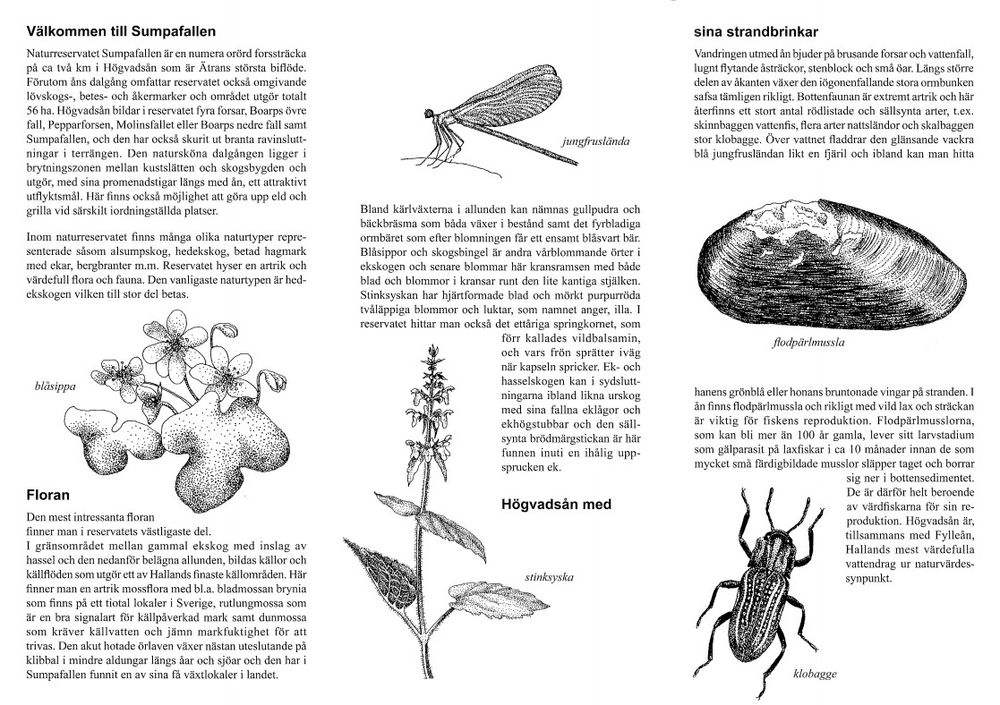 Välkommen till Sumpafallen
Naturreservatet Sumpafallen är en numera orörd forssträcka
på ca två km i Högvadsån som är Ätrans största biflöde.
Förutom åns dalgång omfattar reservatet också omgivande
lövskogs-, betes- och åkermarker och området utgör totalt
56 ha. Högvadsån bildar i reservatet fyra forsar, Boarps övre
fall, Pepparforsen, Molinsfallet eller Boarps nedre fall samt
Sumpafallen, och den har också skurit ut branta ravinslutt-
ningar i terrängen. Den natursköna dalgången ligger i
brytningszonen mellan kustslätten och skogsbygden och
utgör, med sina promenadstigar längs med ån, ett attraktivt
utflyktsmål. Här finns också möjlighet att göra upp eld och
grilla vid särskilt iordningställda platser.
Inom naturreservatet finns många olika naturtyper repre-
senterade såsom alsumpskog, hedekskog, betad hagmark
med ekar, bergbranter m.m. Reservatet hyser en artrik och
värdefull flora och fauna. Den vanligaste naturtypen är hed-
ekskogen vilken till stor del betas.
blåsippa
Floran
Den mest intressanta floran
finner man i reservatets västligaste del.
I gränsområdet mellan gammal ekskog med inslag av
hassel och den nedanför belägna allunden, bildas källor och
källflöden som utgör ett av Hallands finaste källområden. Här
finner man en artrik mossflora med bl.a. bladmossan brynia
som finns på ett tiotal lokaler i Sverige, rutlungmossa som
är en bra signalart för källpåverkad mark samt dunmossa
som kräver källvatten och jämn markfuktighet för att
trivas. Den akut hotade örlaven växer nästan uteslutande på
klibbal i mindre aldungar längs åar och sjöar och den har i
Sumpafallen funnit en av sina få växtlokaler i landet.
jungfruslända
Bland kärlväxterna i allunden kan nämnas gullpudra och
bäckbräsma som båda växer i bestånd samt det fyrbladiga
ormbäret som efter blomningen får ett ensamt blåsvart bär.
Blåsippor och skogsbingel är andra vårblommande örter i
ekskogen och senare blommar här kransramsen med både
blad och blommor i kransar runt den lite kantiga stjälken.
Stinksyskan har hjärtformade blad och mörkt purpurröda
tvåläppiga blommor och luktar, som namnet anger, illa. I
reservatet hittar man också det ettåriga springkornet, som
förr kallades vildbalsamin,
och vars frön sprätter iväg
när kapseln spricker. Ek- och
hasselskogen kan i sydslutt-
ningarna ibland likna urskog
med sina fallna eklågor och
ekhögstubbar och den säll-
synta brödmärgstickan är här
funnen inuti en ihålig upp-
sprucken ek.
stinksyska
Högvadsån med
sina strandbrinkar
Vandringen utmed ån bjuder på brusande forsar och vattenfall,
lugnt flytande åsträckor, stenblock och små öar. Längs större
delen av åkanten växer den iögonenfallande stora ormbunken
safsa tämligen rikligt. Bottenfaunan är extremt artrik och här
återfinns ett stort antal rödlistade och sällsynta arter, t.ex.
skinnbaggen vattenfis, flera arter nattsländor och skalbaggen
stor klobagge. Över vattnet fladdrar den glänsande vackra
blå jungfrusländan likt en fjäril och ibland kan man hitta
flodpärlmussla
hanens grönblå eller honans bruntonade vingar på stranden. I
ån finns flodpärlmussla och rikligt med vild lax och sträckan
är viktig för fiskens reproduktion. Flodpärlmusslorna,
som kan bli mer än 100 år gamla, lever sitt larvstadium
som gälparasit på laxfiskar i ca 10 månader innan de som
mycket små färdigbildade musslor släpper taget och borrar
sig ner i bottensedimentet.
De är därför helt beroende
av värdfiskarna för sin re-
produktion. Högvadsån är,
tillsammans med Fylleån,
Hallands mest värdefulla
vattendrag ur naturvärdes-
synpunkt.
klobagge